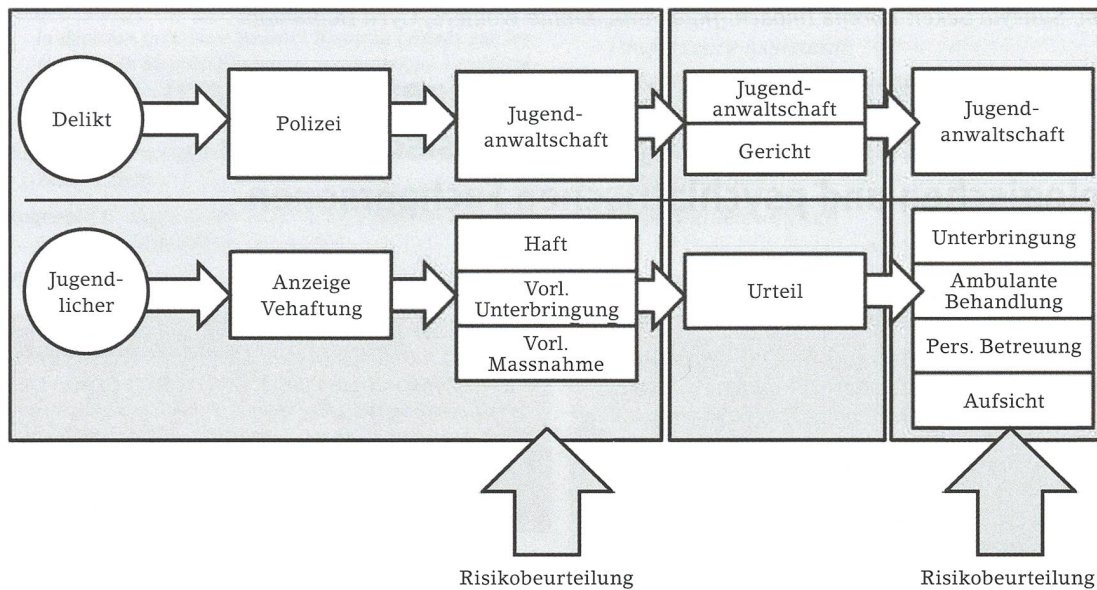 Delikt
Polizei
Jugend-
anwaltschaft
Jugend-
anwaltschaft
Gericht
Jugend-
anwaltschaft
Jugend-
licher
Anzeige
Vehaftung
Haft
Vorl.
Unterbringung
Vorl.
Massnahme
Urteil
Unterbringung
Ambulante
Behandlung
Pers. Betreuung
Aufsicht
Risikobeurteilung
Risikobeurteilung